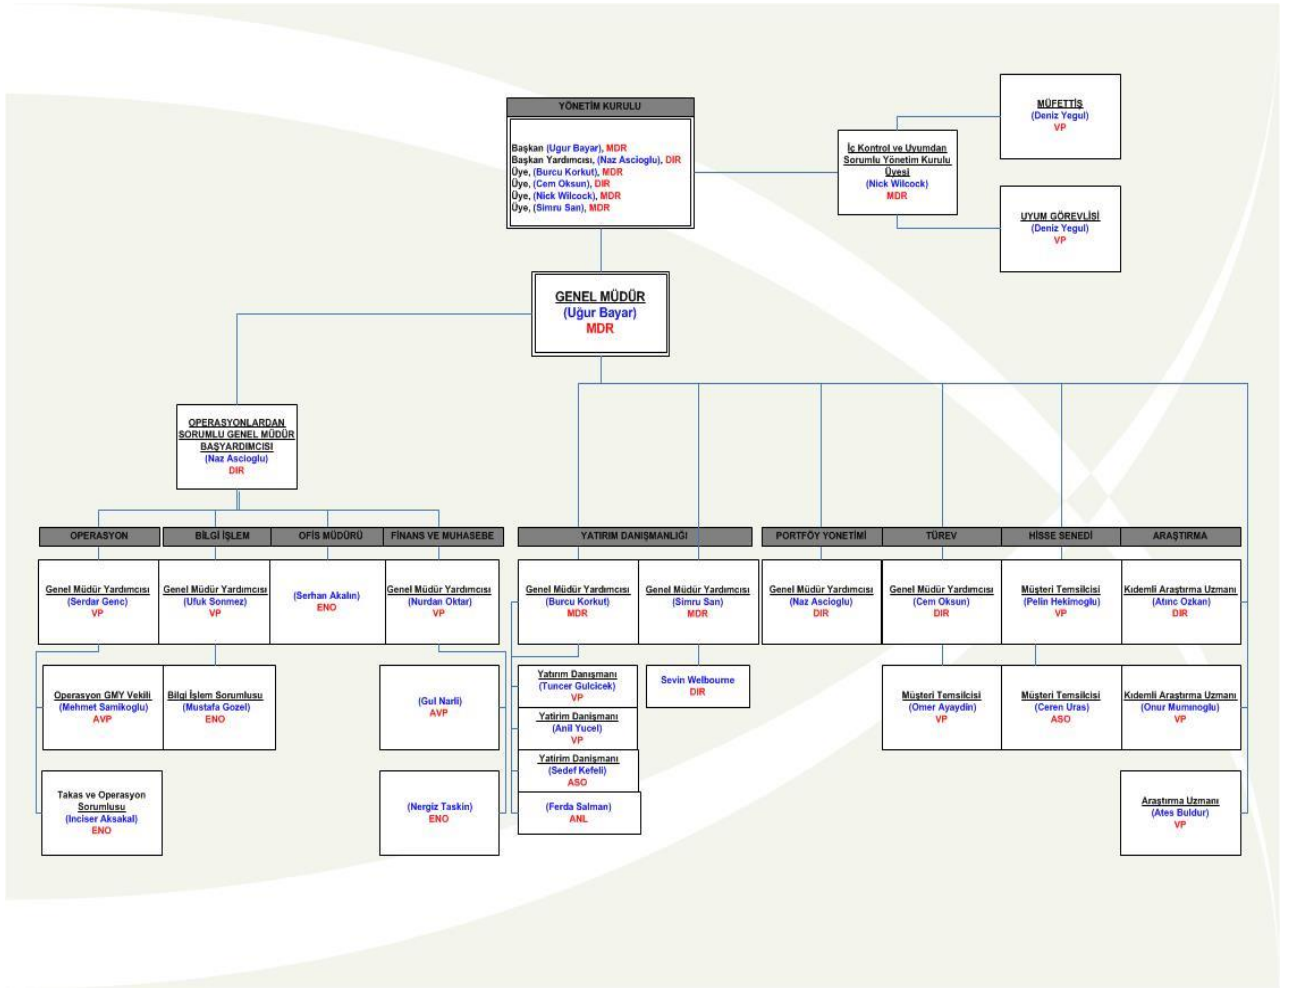 YÖNETİM KURULU
Başkan (Ugur Bayar), MDR
Başkan Yardımcısı, (Naz Ascioglu), DIR
Üye, (Burcu Korkut), MDR
Üye, (Cem Oksun), DIR
Üye, (Nick Wilcock), MDR
Üye, (Simru San), MDR
İç Kontrol ve Uyumdan
Sorumlu Yönetim Kurulu
Üyesi
(Nick Wilcock)
MDR
MÜFETTİŞ
(Deniz Yegul)
VP
UYUM GÖREVLİSİ
(Deniz Yegul)
VP
GENEL MÜDÜR
(Uğur Bayar)
MDR
OPERASYONLARDAN
SORUMLU GENEL MÜDÜR
BAŞYARDIMCISI
(Naz Ascioglu)
DIR
OPERASYON
Genel Müdür Yardımcısı
(Serdar Genc)
VP
Operasyon GMY Vekili
(Mehmet Samikoglu)
AVP
Takas ve Operasyon
Sorumlusu
(Inciser Aksakal)
ENO
BİLGİ İŞLEM
Genel Müdür Yardımcısı
(Ufuk Sonmez)
VP
Bilgi İşlem Sorumlusu
(Mustafa Gozel)
ENO
OFİS MÜDÜRÜ
(Serhan Akalın)
ENO
FİNANS VE MUHASEBE
Genel Müdür Yardımcısı
(Nurdan Oktar)
VP
(Gul Narli)
AVP
(Nergiz Taskin)
ENO
YATIRIM DANIŞMANLIĞI
Genel Müdür Yardımcısı
(Burcu Korkut)
MDR
Yatırım Danışmanı
(Tuncer Gulcicek)
VP
Yatirim Danişmanı
(Anil Yucel)
VP
Yatirim Danişmanı
(Sedef Kefeli)
ASO
(Ferda Salman)
ANL
Genel Müdür Yardımcısı
(Simru San)
MDR
Sevin Welbourne
DIR
PORTFÖY YONETİMİ
Genel Müdür Yardımcısı
(Naz Ascioglu)
DIR
TÜREV
Genel Müdür Yardımcısı
(Cem Oksun)
DIR
Müşteri Temsilcisi
(Omer Ayaydin)
VP
HİSSE SENEDİ
Müşteri Temsilcisi
(Pelin Hekimoglu)
VP
Müşteri Temsilcisi
(Ceren Uras)
ASO
ARAŞTIRMA
Kıdemli Araştırma Uzmanı
(Atınc Ozkan)
DIR
Kıdemli Araştırma Uzmanı
(Onur Mumınoglu)
VP
Araştırma Uzmanı
(Ates Buldur)
VP